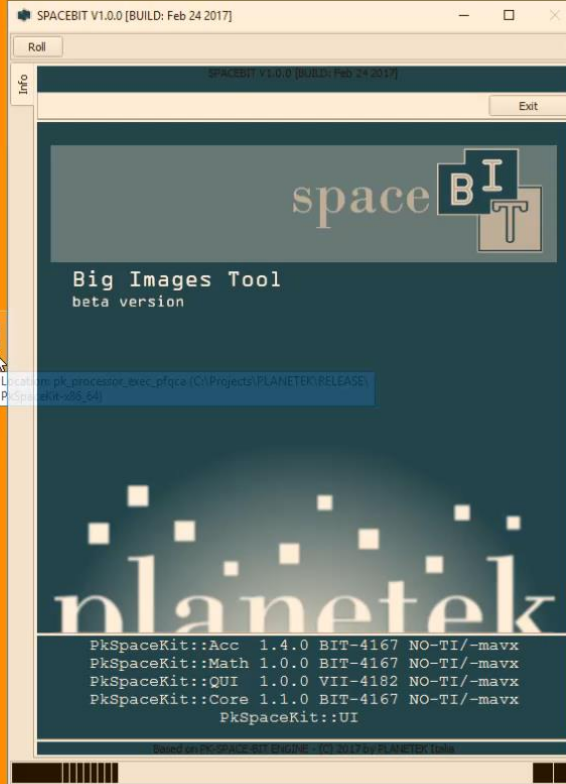 SPACEBIT V1.0.0 [BUILD: Feb 24 2017]
Roll
Info
SPACEBIT V1.0.0 [BUILD: Feb 24 2017]
Exit
space BIT
Big Images Tool
beta version
Location: pk_processor_exec_pfqca (C:\Projects\PLANETEK\RELEASE\
PkSpaceKit-x86_64)
planetek
PkSpaceKit::Acc 1.4.0 BIT-4167 NO-TI/-mavx
PkSpaceKit::Math 1.0.0 BIT-4167 NO-TI/-mavx
PkSpaceKit::QUI 1.0.0 VII-4182 NO-TI/-mavx
PkSpaceKit::Core 1.1.0 BIT-4167 NO-TI/-mavx
PkSpaceKit::UI
Based on PK-SPACE-BIT ENGINE - (C) 2017 by PLANETEK Italia